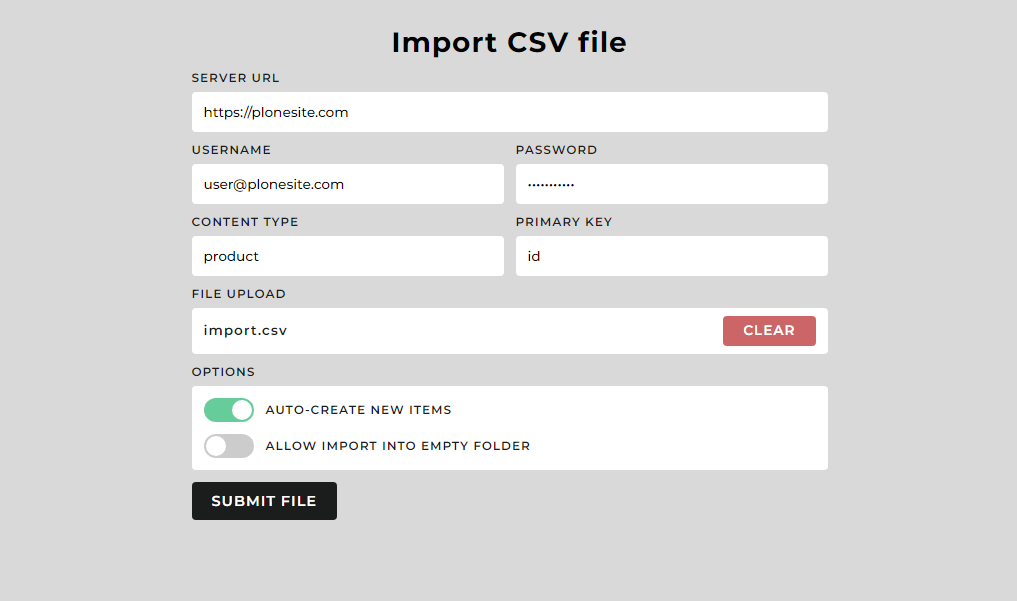 Import CSV file
SERVER URL
https://plonesite.com
USERNAME
PASSWORD
user@plonesite.com
•••••••••••
CONTENT TYPE
PRIMARY KEY
product
id
FILE UPLOAD
import.csv
CLEAR
OPTIONS
AUTO-CREATE NEW ITEMS
ALLOW IMPORT INTO EMPTY FOLDER
SUBMIT FILE